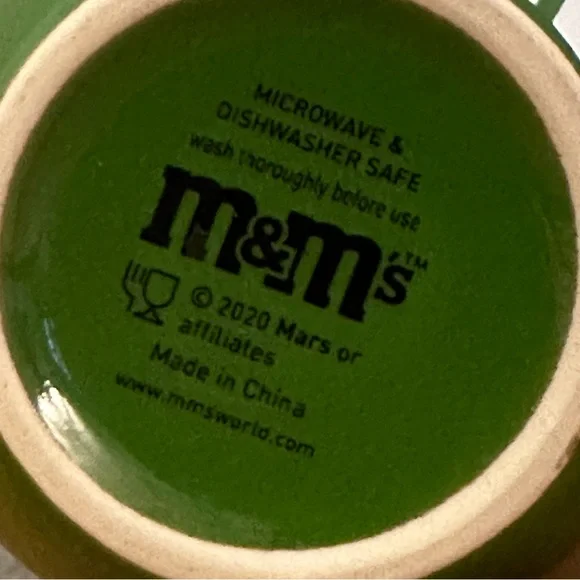 MICROWAVE &
DISHWASHER SAFE
wash thoroughly before use
m&m's™
© 2020 Mars or
affiliates
Made in China
www.mmsworld.com